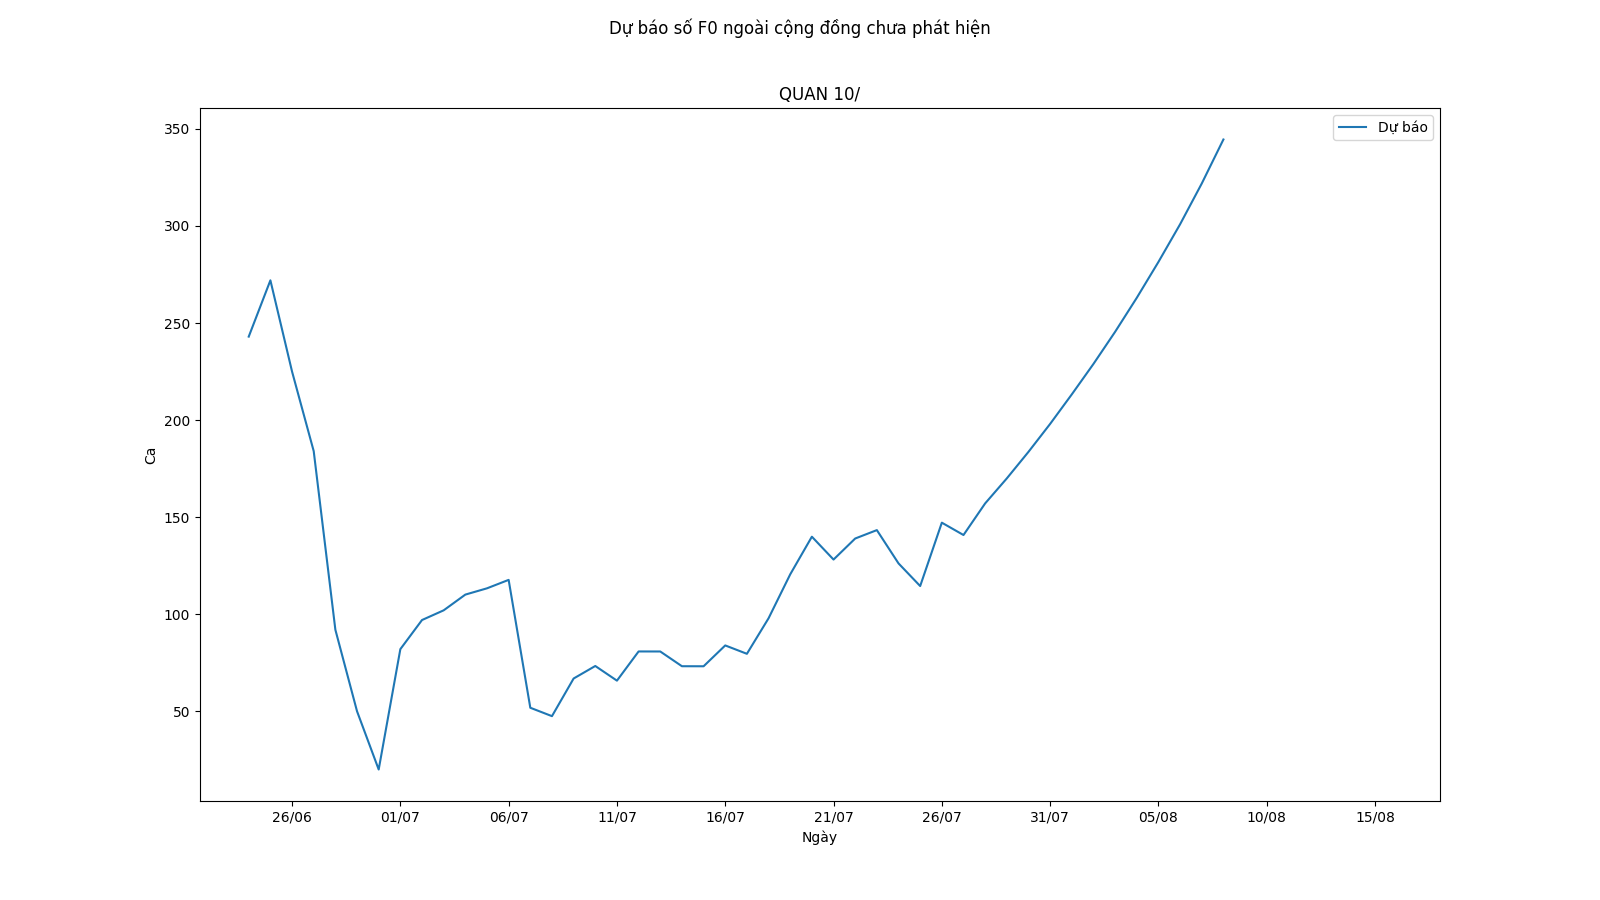 Dự báo số F0 ngoài cộng đồng chưa phát hiện
QUAN 10/
Dự báo
350
300
250
200
150
100
50
Ca
26/06 01/07 06/07 11/07 16/07 21/07 26/07 31/07 05/08 10/08 15/08
Ngày